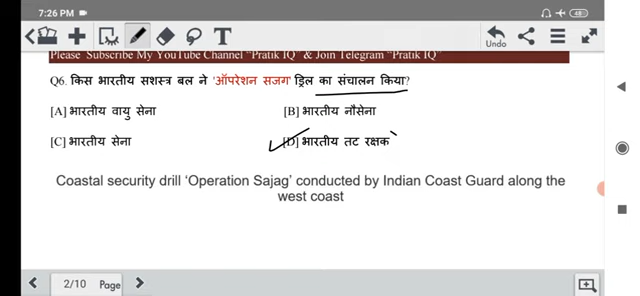 7:26 PM
48
Undo
Please Subscribe My YouTube Channel "Pratik IQ" & Join Telegram "Pratik IQ"
Q6. किस भारतीय सशस्त्र बल ने 'ऑपरेशन सजग' ड्रिल का संचालन किया?
[A] भारतीय वायु सेना [B] भारतीय नौसेना
[C] भारतीय सेना [D] भारतीय तट रक्षक
Coastal security drill 'Operation Sajag' conducted by Indian Coast Guard along the
west coast
2/10 Page